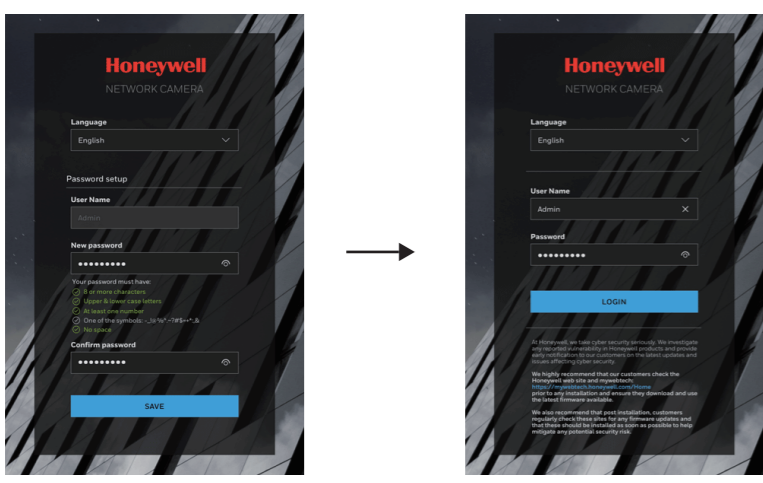 Honeywell
NETWORK CAMERA
Language
English
Password setup
User Name
Admin
New password
Your password must have:
8 or more characters
Upper & lower case letters
At least one number
No space
Confirm password
SAVE
Honeywell
NETWORK CAMERA
Language
English
User Name
Admin
Password
LOGIN
At Honeywell, we take cyber security seriously. We investigate
any reported vulnerability in Honeywell products and provide
early notification to our customers on the latest updates and
issues affecting cyber security.
We highly recommend that our customers check the
Honeywell web site and mywebtech:
https://mywebtech.honeywell.com/Home
prior to any installation and ensure they download and use
the latest firmware available.
We also recommend that post installation, customers
regularly check these sites for any firmware updates and
that these should be installed as soon as possible to help
mitigate any potential security risk.